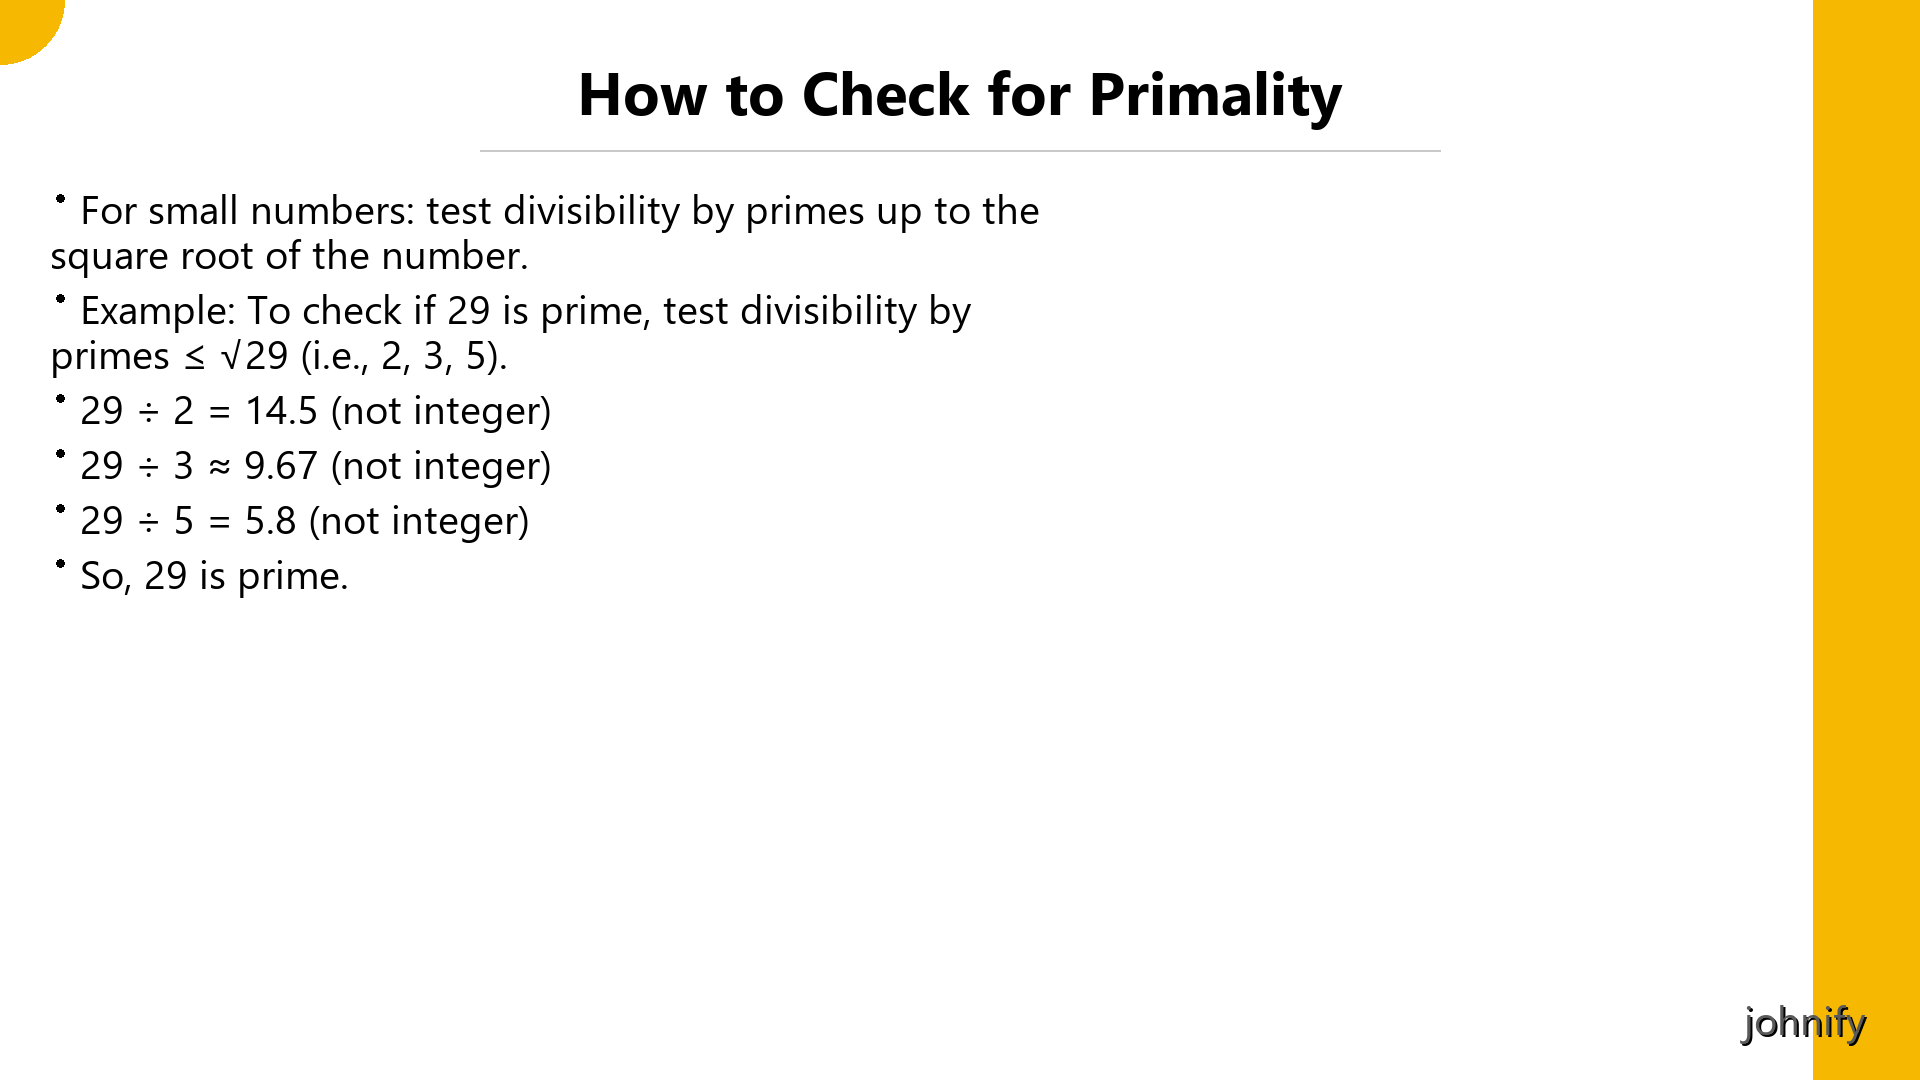 How to Check for Primality
• For small numbers: test divisibility by primes up to the
square root of the number.
• Example: To check if 29 is prime, test divisibility by
primes ≤ √29 (i.e., 2, 3, 5).
• 29 ÷ 2 = 14.5 (not integer)
• 29 ÷ 3 ≈ 9.67 (not integer)
• 29 ÷ 5 = 5.8 (not integer)
• So, 29 is prime.
johnify